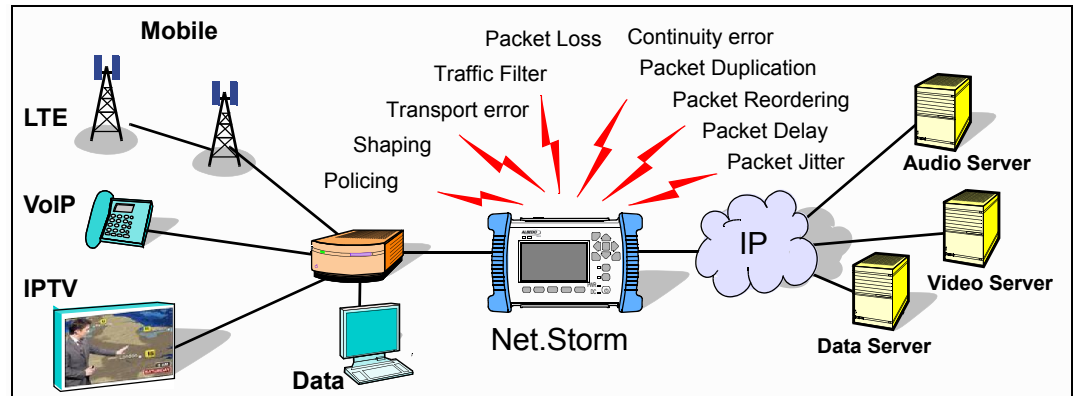 Mobile
Packet Loss
Continuity error
Traffic Filter
Packet Duplication
Transport error
Packet Reordering
Shaping
Packet Delay
Policing
Packet Jitter
LTE
VoIP
IPTV
Data
Net.Storm
IP
Audio Server
Video Server
Data Server